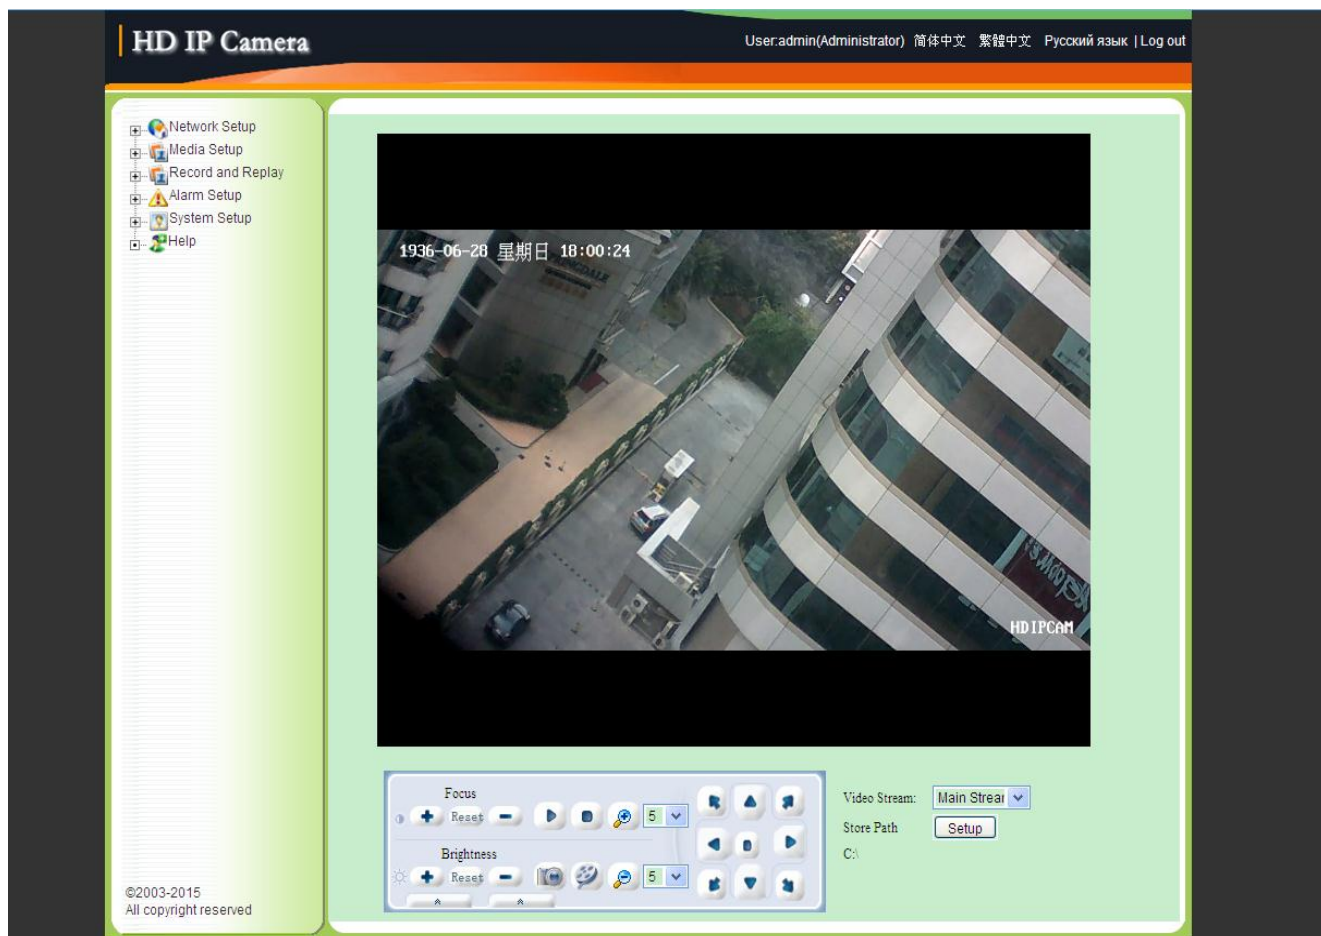 HD IP Camera
User:admin(Administrator) 简体中文 繁體中文 Русский язык | Log out
Network Setup
Media Setup
Record and Replay
Alarm Setup
System Setup
Help
1936-06-28 星期日 18:00:24
HDIPCAM
Focus
Reset
5
Brightness
Reset
5
Video Stream: Main Strear
Store Path Setup
C:\
©2003-2015
All copyright reserved